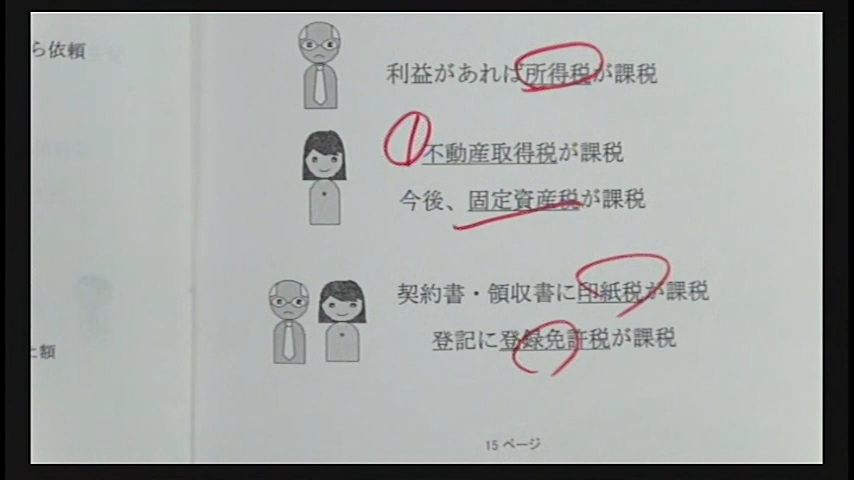 ら依頼
利益があれば所得税が課税
①不動産取得税が課税
今後、固定資産税が課税
契約書・領収書に印紙税が課税
登記に登録免許税が課税
額
15 ページ